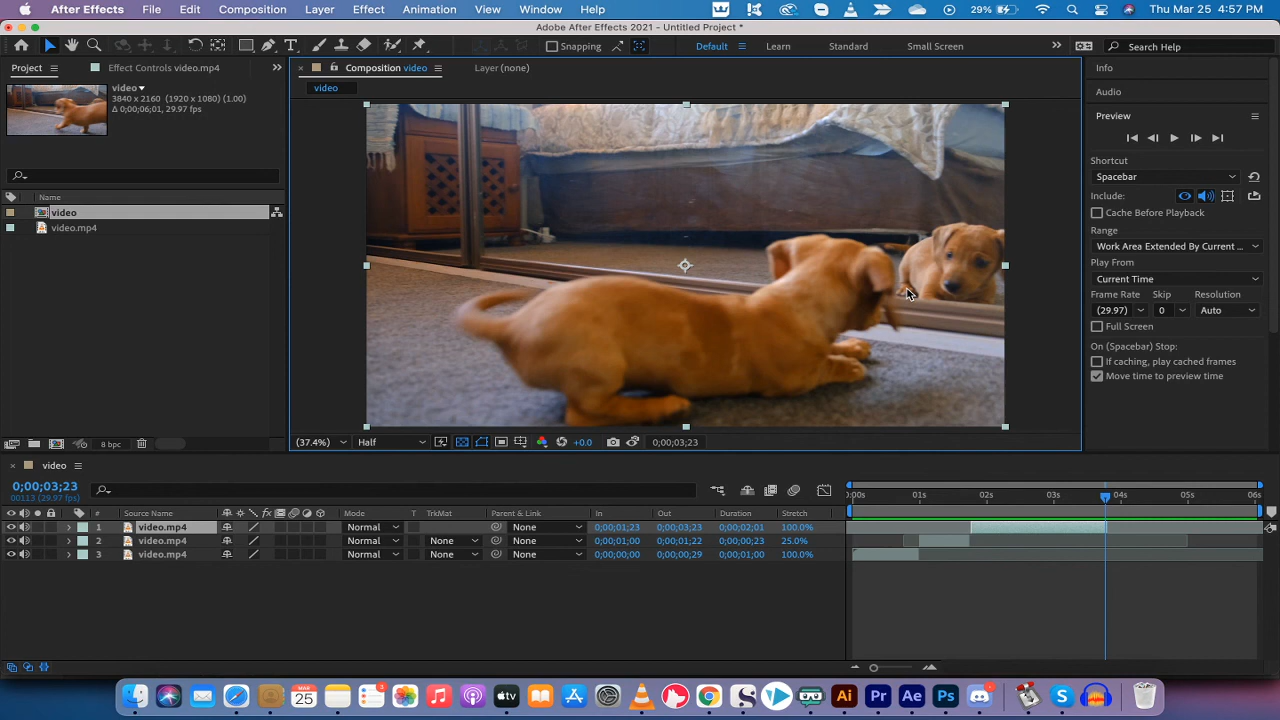 After Effects File Edit Composition Layer Effect Animation View Window Help 29% Thu Mar 25 4:57 PM
Adobe After Effects 2021 - Untitled Project *
Snapping Default Learn Standard Small Screen Search Help
Project Effect Controls video.mp4
video
3840 x 2160 (1920 x 1080) (1.00)
Δ 0;00;06;01, 29.97 fps
Name
video
video.mp4
8 bpc
Composition video Layer (none)
video
(37.4%) Half +0.0 0;00;03;23
Info
Audio
Preview
Shortcut
Spacebar
Include:
Cache Before Playback
Range
Work Area Extended By Current ...
Play From
Current Time
Frame Rate Skip Resolution
(29.97) 0 Auto
Full Screen
On (Spacebar) Stop:
If caching, play cached frames
Move time to preview time
video
0;00;03;23
00113 (29.97 fps)
# Source Name Mode T TrkMat Parent & Link In Out Duration Stretch
1 video.mp4 Normal None 0;00;01;23 0;00;03;23 0;00;02;01 100.0%
2 video.mp4 Normal None None 0;00;01;00 0;00;01;22 0;00;00;23 25.0%
3 video.mp4 Normal None None 0;00;00;00 0;00;00;29 0;00;01;00 100.0%
0:00s 01s 02s 03s 04s 05s 06s
MAR 25 3 tv Ai Pr Ae Ps